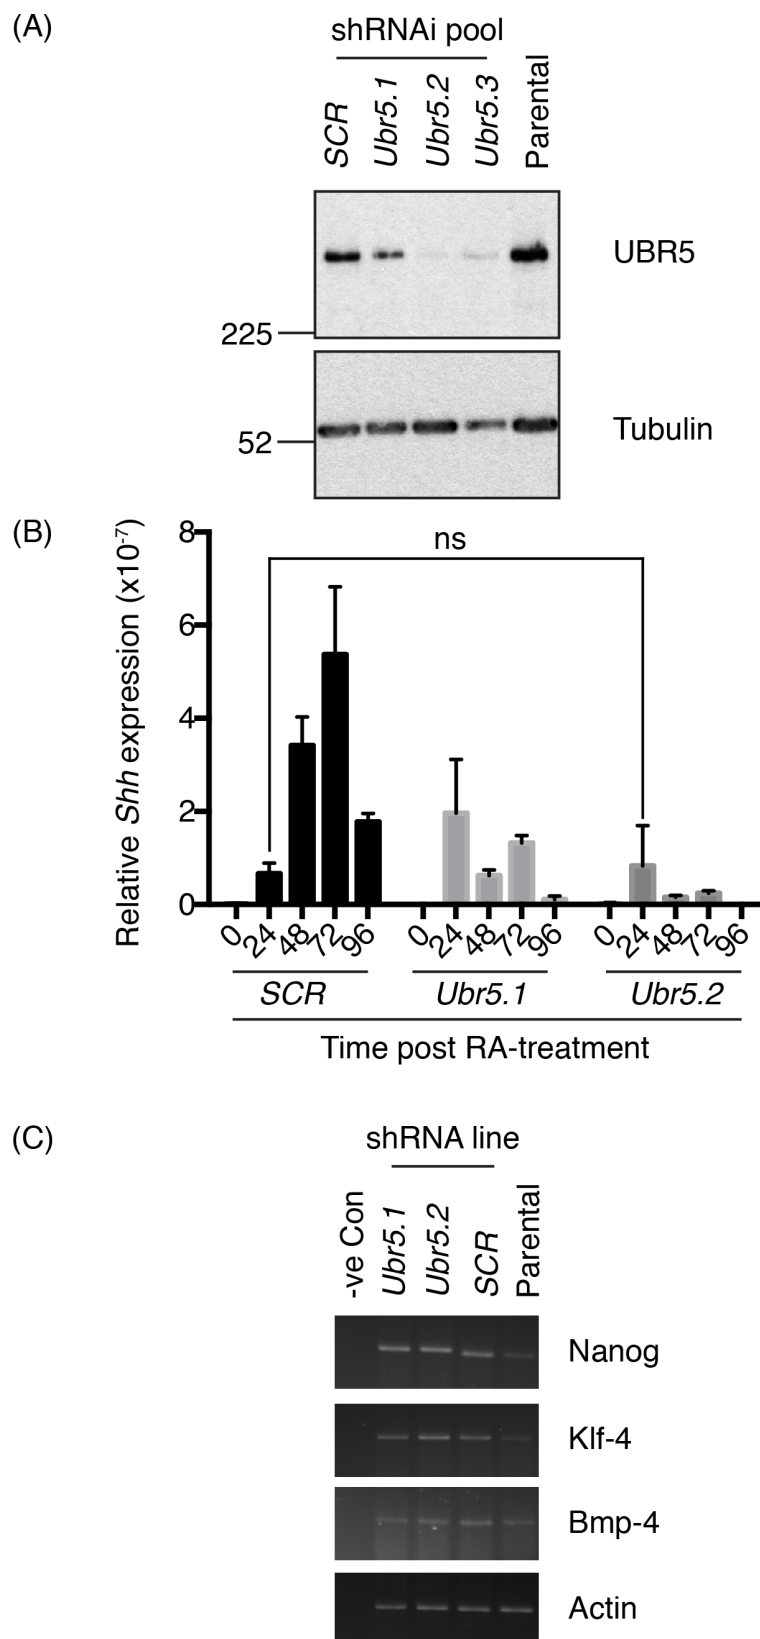 (A)
shRNAi pool
SCR Ubr5.1 Ubr5.2 Ubr5.3 Parental
UBR5
225
Tubulin
52
(B)
Relative Shh expression (x10⁻⁷)
8
6
4
2
0
ns
0 24 48 72 96 0 24 48 72 96 0 24 48 72 96
SCR Ubr5.1 Ubr5.2
Time post RA-treatment
(C)
shRNA line
-ve Con Ubr5.1 Ubr5.2 SCR Parental
Nanog
Klf-4
Bmp-4
Actin